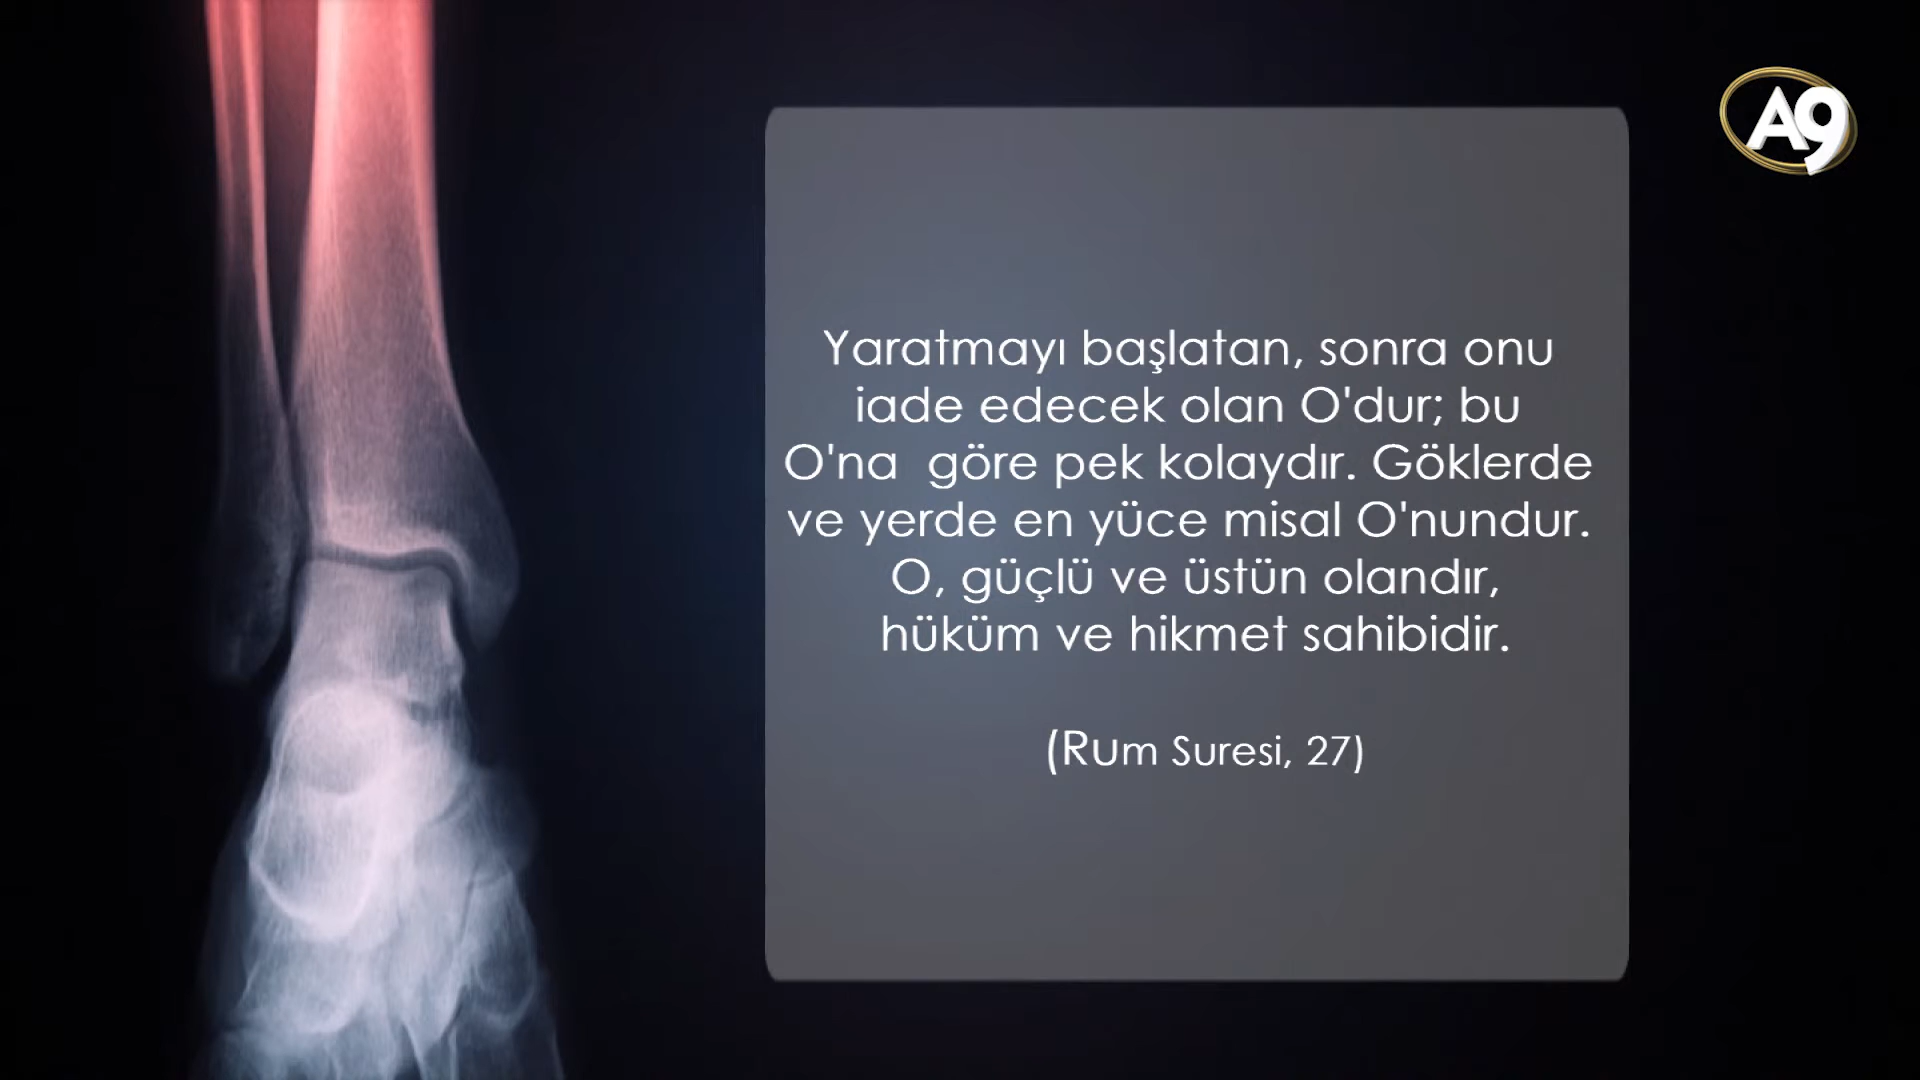 A9
Yaratmayı başlatan, sonra onu
iade edecek olan O'dur; bu
O'na  göre pek kolaydır. Göklerde
ve yerde en yüce misal O'nundur.
O, güçlü ve üstün olandır,
hüküm ve hikmet sahibidir.
(Rum Suresi, 27)